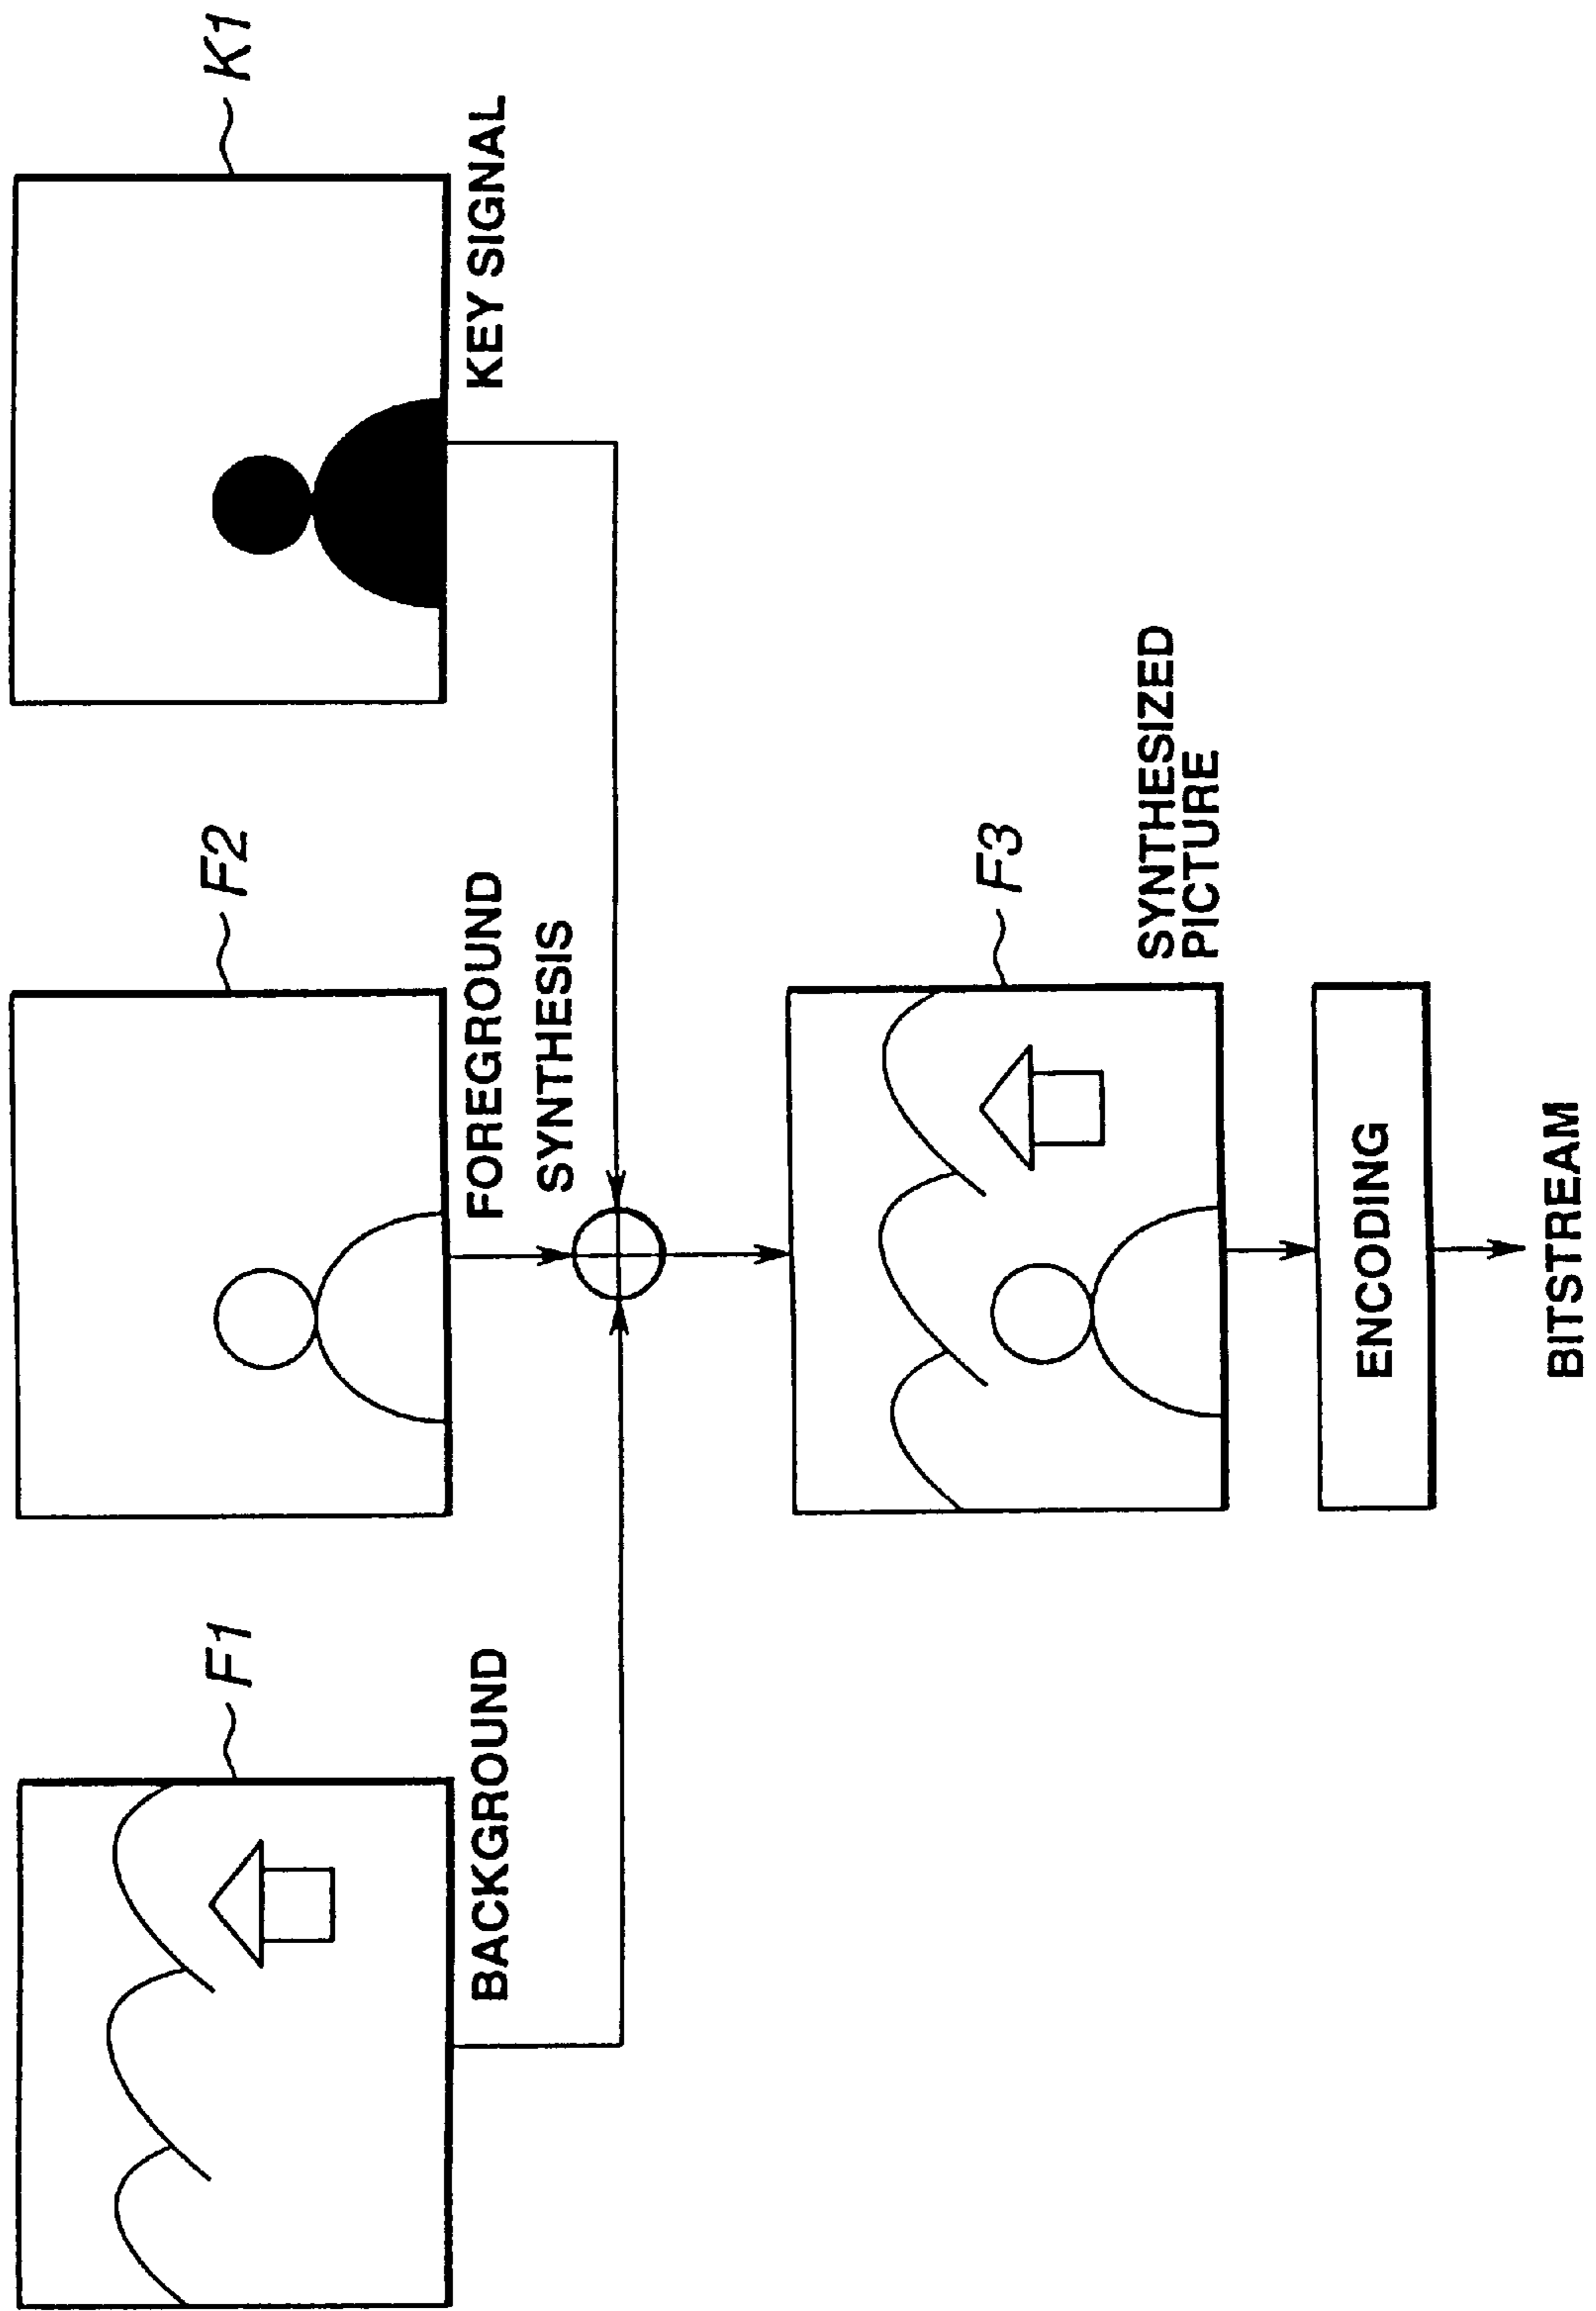 F1
F2
K1
BACKGROUND
FOREGROUND
KEY SIGNAL
SYNTHESIS
F3
SYNTHESIZED
PICTURE
ENCODING
BITSTREAM